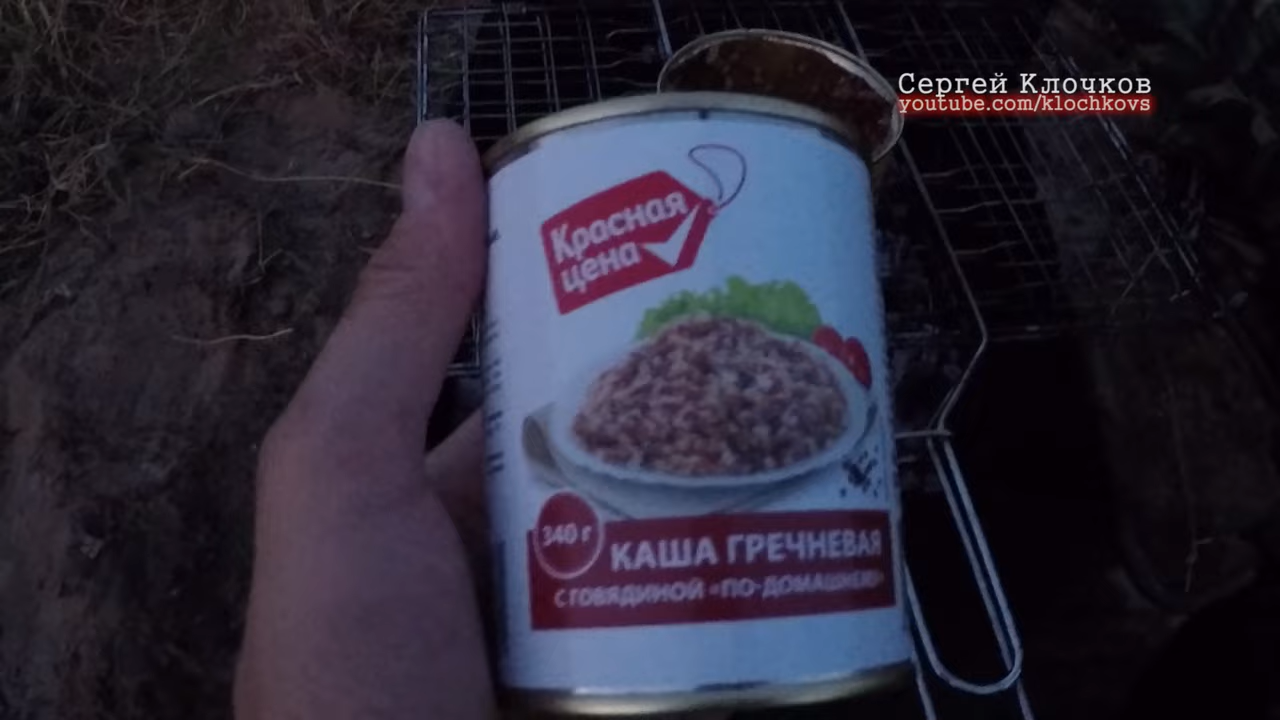 Сергей Клочков
youtube.com/klochkovs
Красная
цена
340 г
КАША ГРЕЧНЕВАЯ
С ГОВЯДИНОЙ «ПО-ДОМАШНЕМУ»